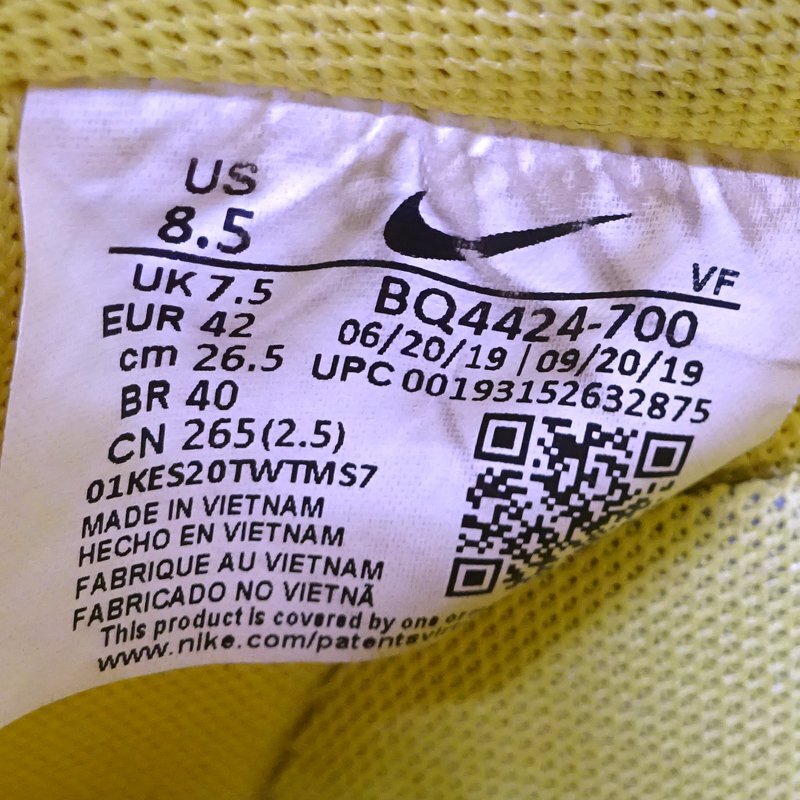 US
8.5
VF
UK 7.5
EUR 42
cm 26.5
BR 40
CN 265(2.5)
BQ4424-700
06/20/19 | 09/20/19
UPC 00193152632875
01KES20TWTMS7
MADE IN VIETNAM
HECHO EN VIETNAM
FABRIQUE AU VIETNAM
FABRICADO NO VIETNÃ
This product is covered by one or
www.nike.com/patents